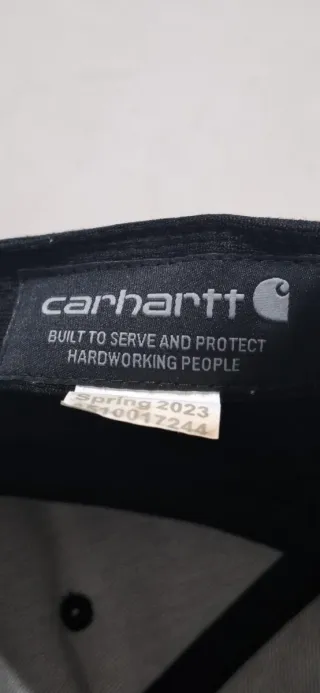 carhartt
BUILT TO SERVE AND PROTECT
HARDWORKING PEOPLE
Spring 2023